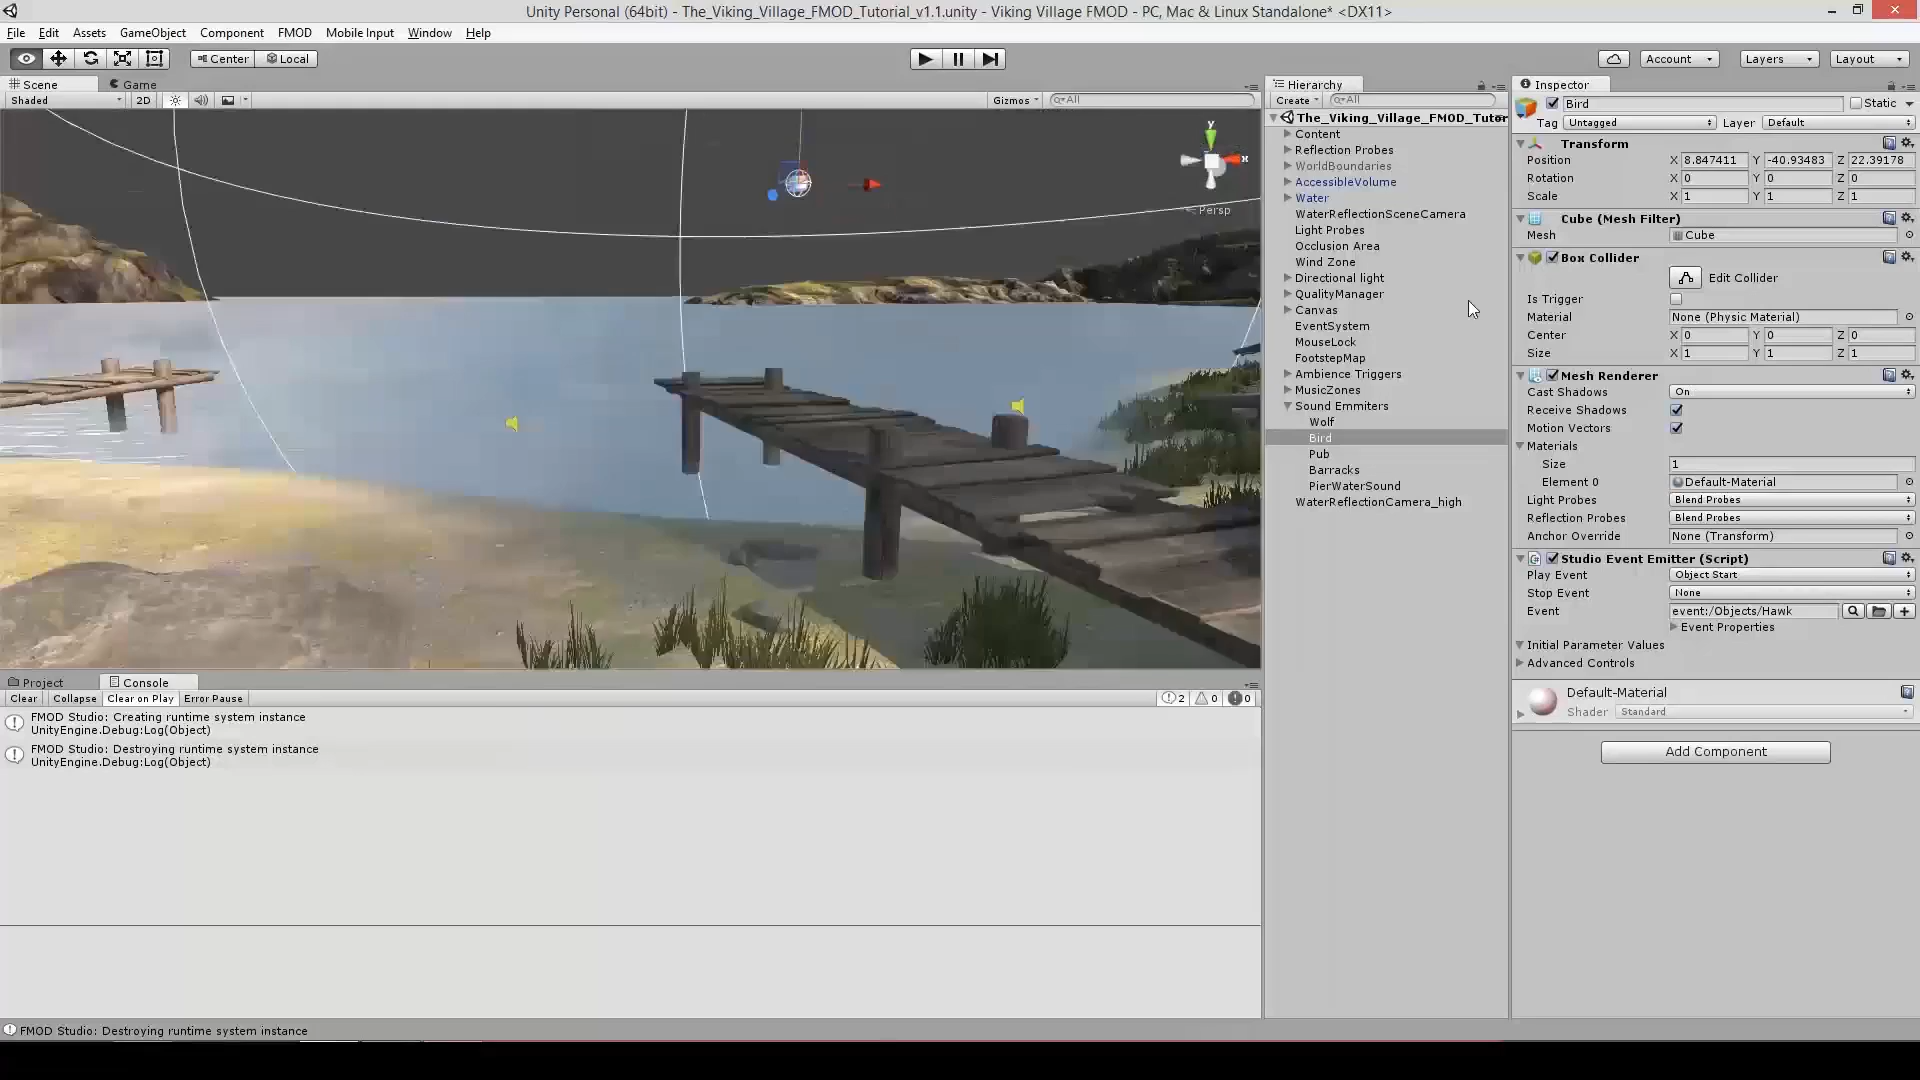 Unity Personal (64bit) - The_Viking_Village_FMOD_Tutorial_v1.1.unity - Viking Village FMOD - PC, Mac & Linux Standalone* <DX11>
File Edit Assets GameObject Component FMOD Mobile Input Window Help
Center Local Account Layers Layout
Scene Game
Shaded 2D Gizmos All
y
x
Persp
Hierarchy
Create All
The_Viking_Village_FMOD_Tutor
Content
Reflection Probes
WorldBoundaries
AccessibleVolume
Water
WaterReflectionSceneCamera
Light Probes
Occlusion Area
Wind Zone
Directional light
QualityManager
Canvas
EventSystem
MouseLock
FootstepMap
Ambience Triggers
MusicZones
Sound Emmiters
Wolf
Bird
Pub
Barracks
PierWaterSound
WaterReflectionCamera_high
Inspector
Bird Static
Tag Untagged Layer Default
Transform
Position X 8.847411 Y -40.93483 Z 22.39178
Rotation X 0 Y 0 Z 0
Scale X 1 Y 1 Z 1
Cube (Mesh Filter)
Mesh Cube
Box Collider
Edit Collider
Is Trigger
Material None (Physic Material)
Center X 0 Y 0 Z 0
Size X 1 Y 1 Z 1
Mesh Renderer
Cast Shadows On
Receive Shadows
Motion Vectors
Materials
Size 1
Element 0 Default-Material
Light Probes Blend Probes
Reflection Probes Blend Probes
Anchor Override None (Transform)
Studio Event Emitter (Script)
Play Event Object Start
Stop Event None
Event event:/Objects/Hawk
Event Properties
Initial Parameter Values
Advanced Controls
Default-Material
Shader Standard
Add Component
Project Console
Clear Collapse Clear on Play Error Pause 2 0 0
FMOD Studio: Creating runtime system instance
UnityEngine.Debug:Log(Object)
FMOD Studio: Destroying runtime system instance
UnityEngine.Debug:Log(Object)
FMOD Studio: Destroying runtime system instance